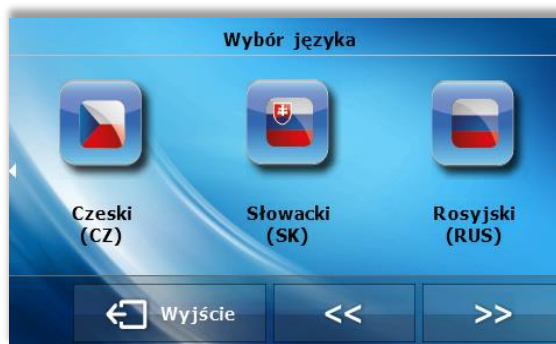 Wybór języka
Czeski
(CZ)
Słowacki
(SK)
Rosyjski
(RUS)
Wyjście
<<
>>